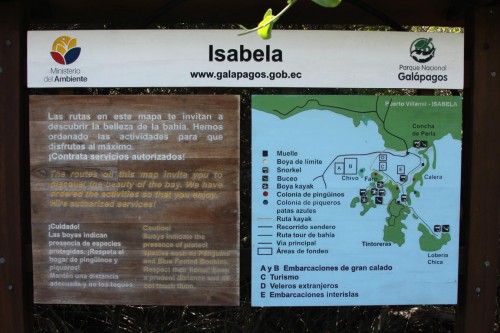 Ministerio
del Ambiente
Isabela
www.galapagos.gob.ec
Parque Nacional
Galápagos
Las rutas en este mapa te invitan a
descubrir la belleza de la bahía. Hemos
ordenado las actividades para que
disfrutes al máximo.
¡Contrata servicios autorizados!
The routes on this map invite you to
discover the beauty of the bay. We have
ordered the activities so that you enjoy.
Hire authorized services!
¡Cuidado!
Las boyas indican
presencia de especies
protegidas. ¡Respeta el
hogar de pingüinos y
piqueros!
Mantén una distancia
adecuada y no los toques.
Caution!
Buoys indicate the
presence of protect
species such as Penguins
and Blue Footed Boobies.
Respect their home! Keep
a prudent distance and do
not touch them.
Puerto Villamil - ISABELA
Concha
de Perla
Muelle
Boya de límite
Snorkel
Buceo
Boya kayak
Colonia de pingüinos
Colonia de piqueros
patas azules
Ruta kayak
Recorrido sendero
Ruta tour de bahía
Vía principal
Áreas de fondeo
A
B
C
D
E
Chivo
Faro
Calera
Tintoreras
Lobería
Chica
A y B Embarcaciones de gran calado
C Turismo
D Veleros extranjeros
E Embarcaciones interislas